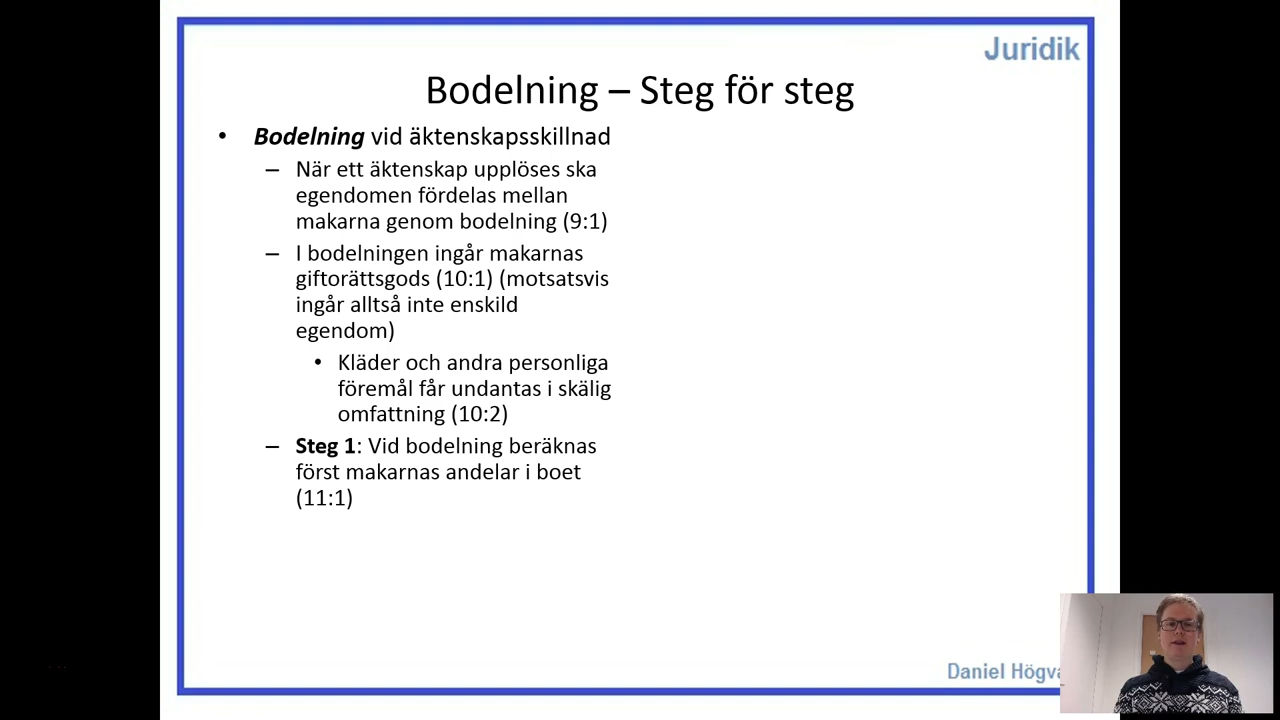 Juridik
Bodelning – Steg för steg
• Bodelning vid äktenskapsskillnad
– När ett äktenskap upplöses ska
egendomen fördelas mellan
makarna genom bodelning (9:1)
– I bodelningen ingår makarnas
giftorättsgods (10:1) (motsatsvis
ingår alltså inte enskild
egendom)
• Kläder och andra personliga
föremål får undantas i skälig
omfattning (10:2)
– Steg 1: Vid bodelning beräknas
först makarnas andelar i boet
(11:1)
Daniel